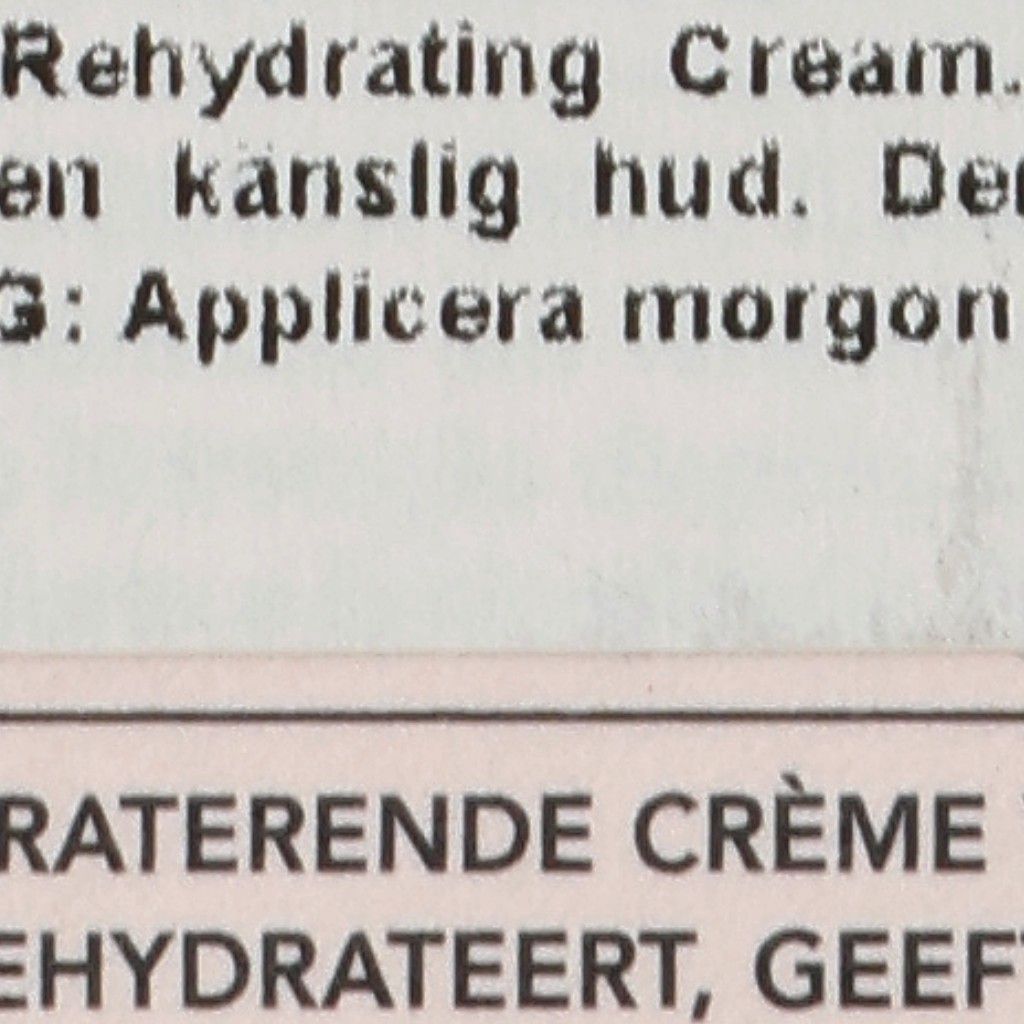 Rehydrating Cream.
en känslig hud. De
G: Applicera morgon
RATERENDE CRÈME
EHYDRATEERT, GEEF